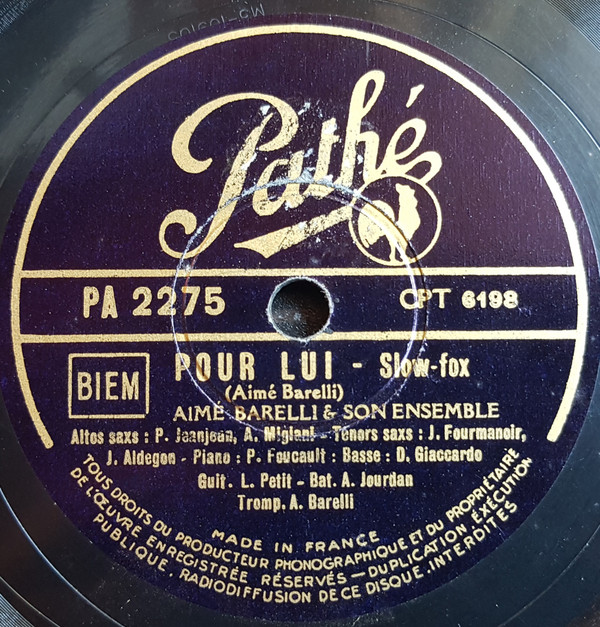 Pathé
PA 2275
CPT 6198
BIEM
POUR LUI - Slow-fox
(Aimé Barelli)
AIMÉ BARELLI & SON ENSEMBLE
Altos saxs : P. Jeanjean, A. Migiani - Ténors saxs : J. Fourmanoir,
J. Aldegon - Piano : P. Foucault : Basse : D. Giaccardo
Guit. L. Petit - Bat. A. Jourdan
Tromp. A. Barelli
MADE IN FRANCE
TOUS DROITS DU PRODUCTEUR PHONOGRAPHIQUE ET DU PROPRIÉTAIRE
DE L'ŒUVRE ENREGISTRÉE RÉSERVÉS - DUPLICATION, EXÉCUTION
PUBLIQUE, RADIODIFFUSION DE CE DISQUE, INTERDITES